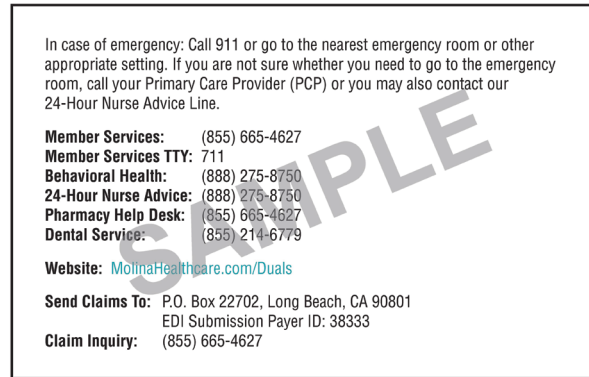 In case of emergency: Call 911 or go to the nearest emergency room or other
appropriate setting. If you are not sure whether you need to go to the emergency
room, call your Primary Care Provider (PCP) or you may also contact our
24-Hour Nurse Advice Line.
Member Services: (855) 665-4627
Member Services TTY: 711
Behavioral Health: (888) 275-8750
24-Hour Nurse Advice: (888) 275-8750
Pharmacy Help Desk: (855) 665-4627
Dental Service: (855) 214-6779
Website: MolinaHealthcare.com/Duals
Send Claims To: P.O. Box 22702, Long Beach, CA 90801
EDI Submission Payer ID: 38333
Claim Inquiry: (855) 665-4627
SAMPLE